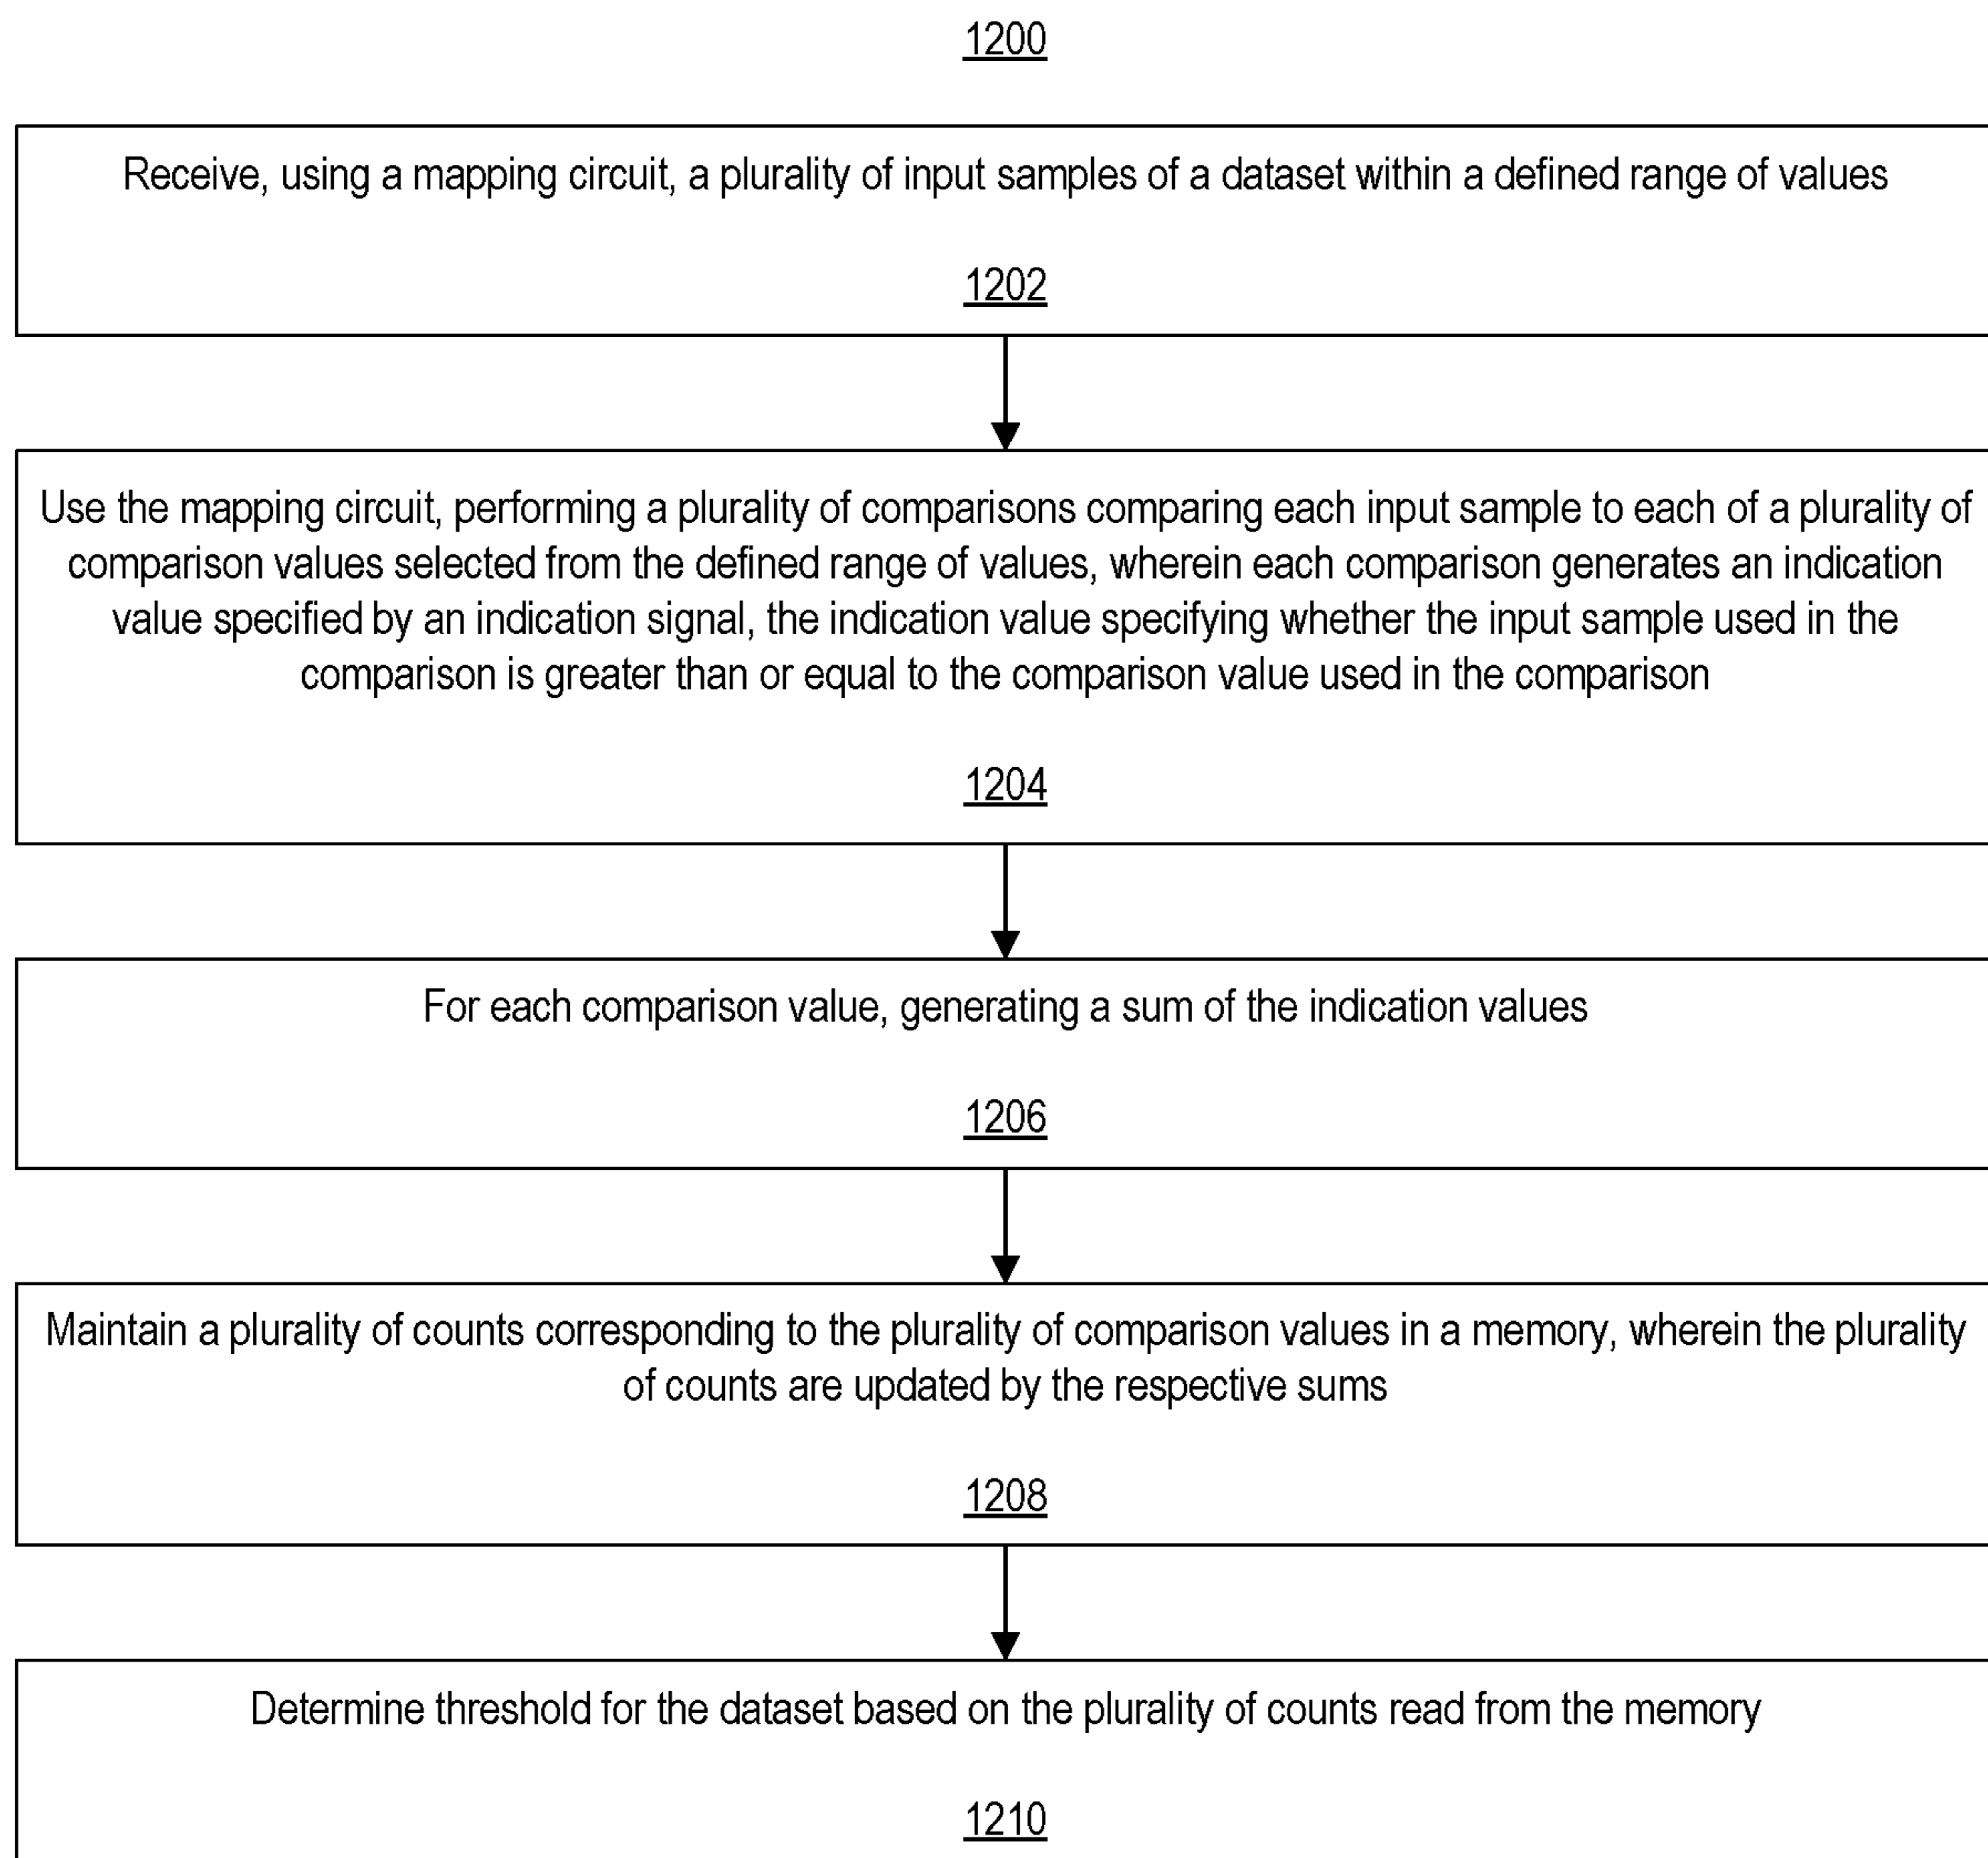 1200
Receive, using a mapping circuit, a plurality of input samples of a dataset within a defined range of values
1202
Use the mapping circuit, performing a plurality of comparisons comparing each input sample to each of a plurality of
comparison values selected from the defined range of values, wherein each comparison generates an indication
value specified by an indication signal, the indication value specifying whether the input sample used in the
comparison is greater than or equal to the comparison value used in the comparison
1204
For each comparison value, generating a sum of the indication values
1206
Maintain a plurality of counts corresponding to the plurality of comparison values in a memory, wherein the plurality
of counts are updated by the respective sums
1208
Determine threshold for the dataset based on the plurality of counts read from the memory
1210